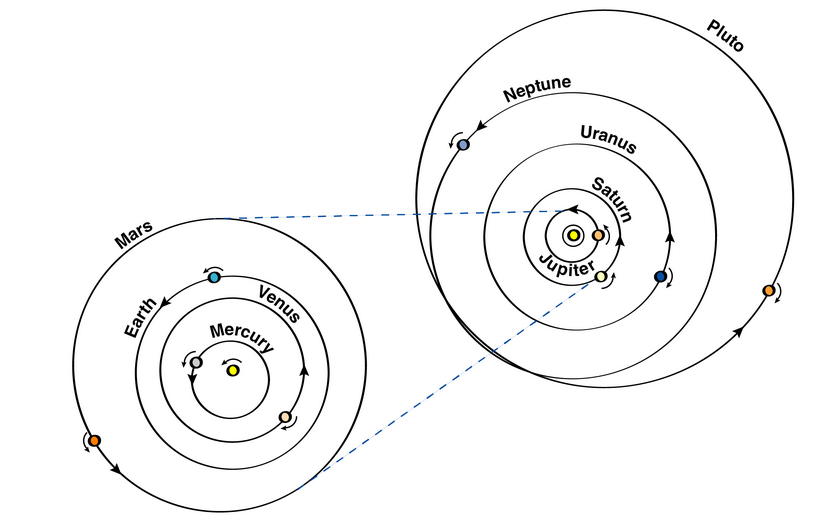 Pluto
Neptune
Uranus
Saturn
Jupiter
Mars
Earth
Venus
Mercury